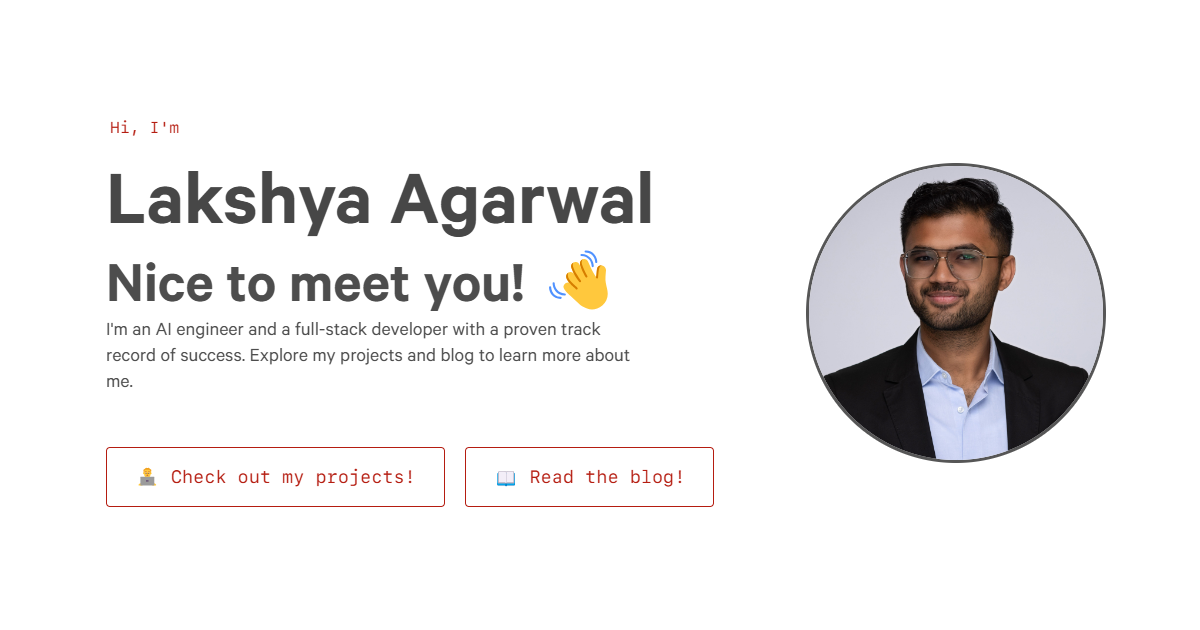 Hi, I'm
Lakshya Agarwal
Nice to meet you! 👋
I'm an AI engineer and a full-stack developer with a proven track
record of success. Explore my projects and blog to learn more about
me.
👨‍💻 Check out my projects!
📖 Read the blog!